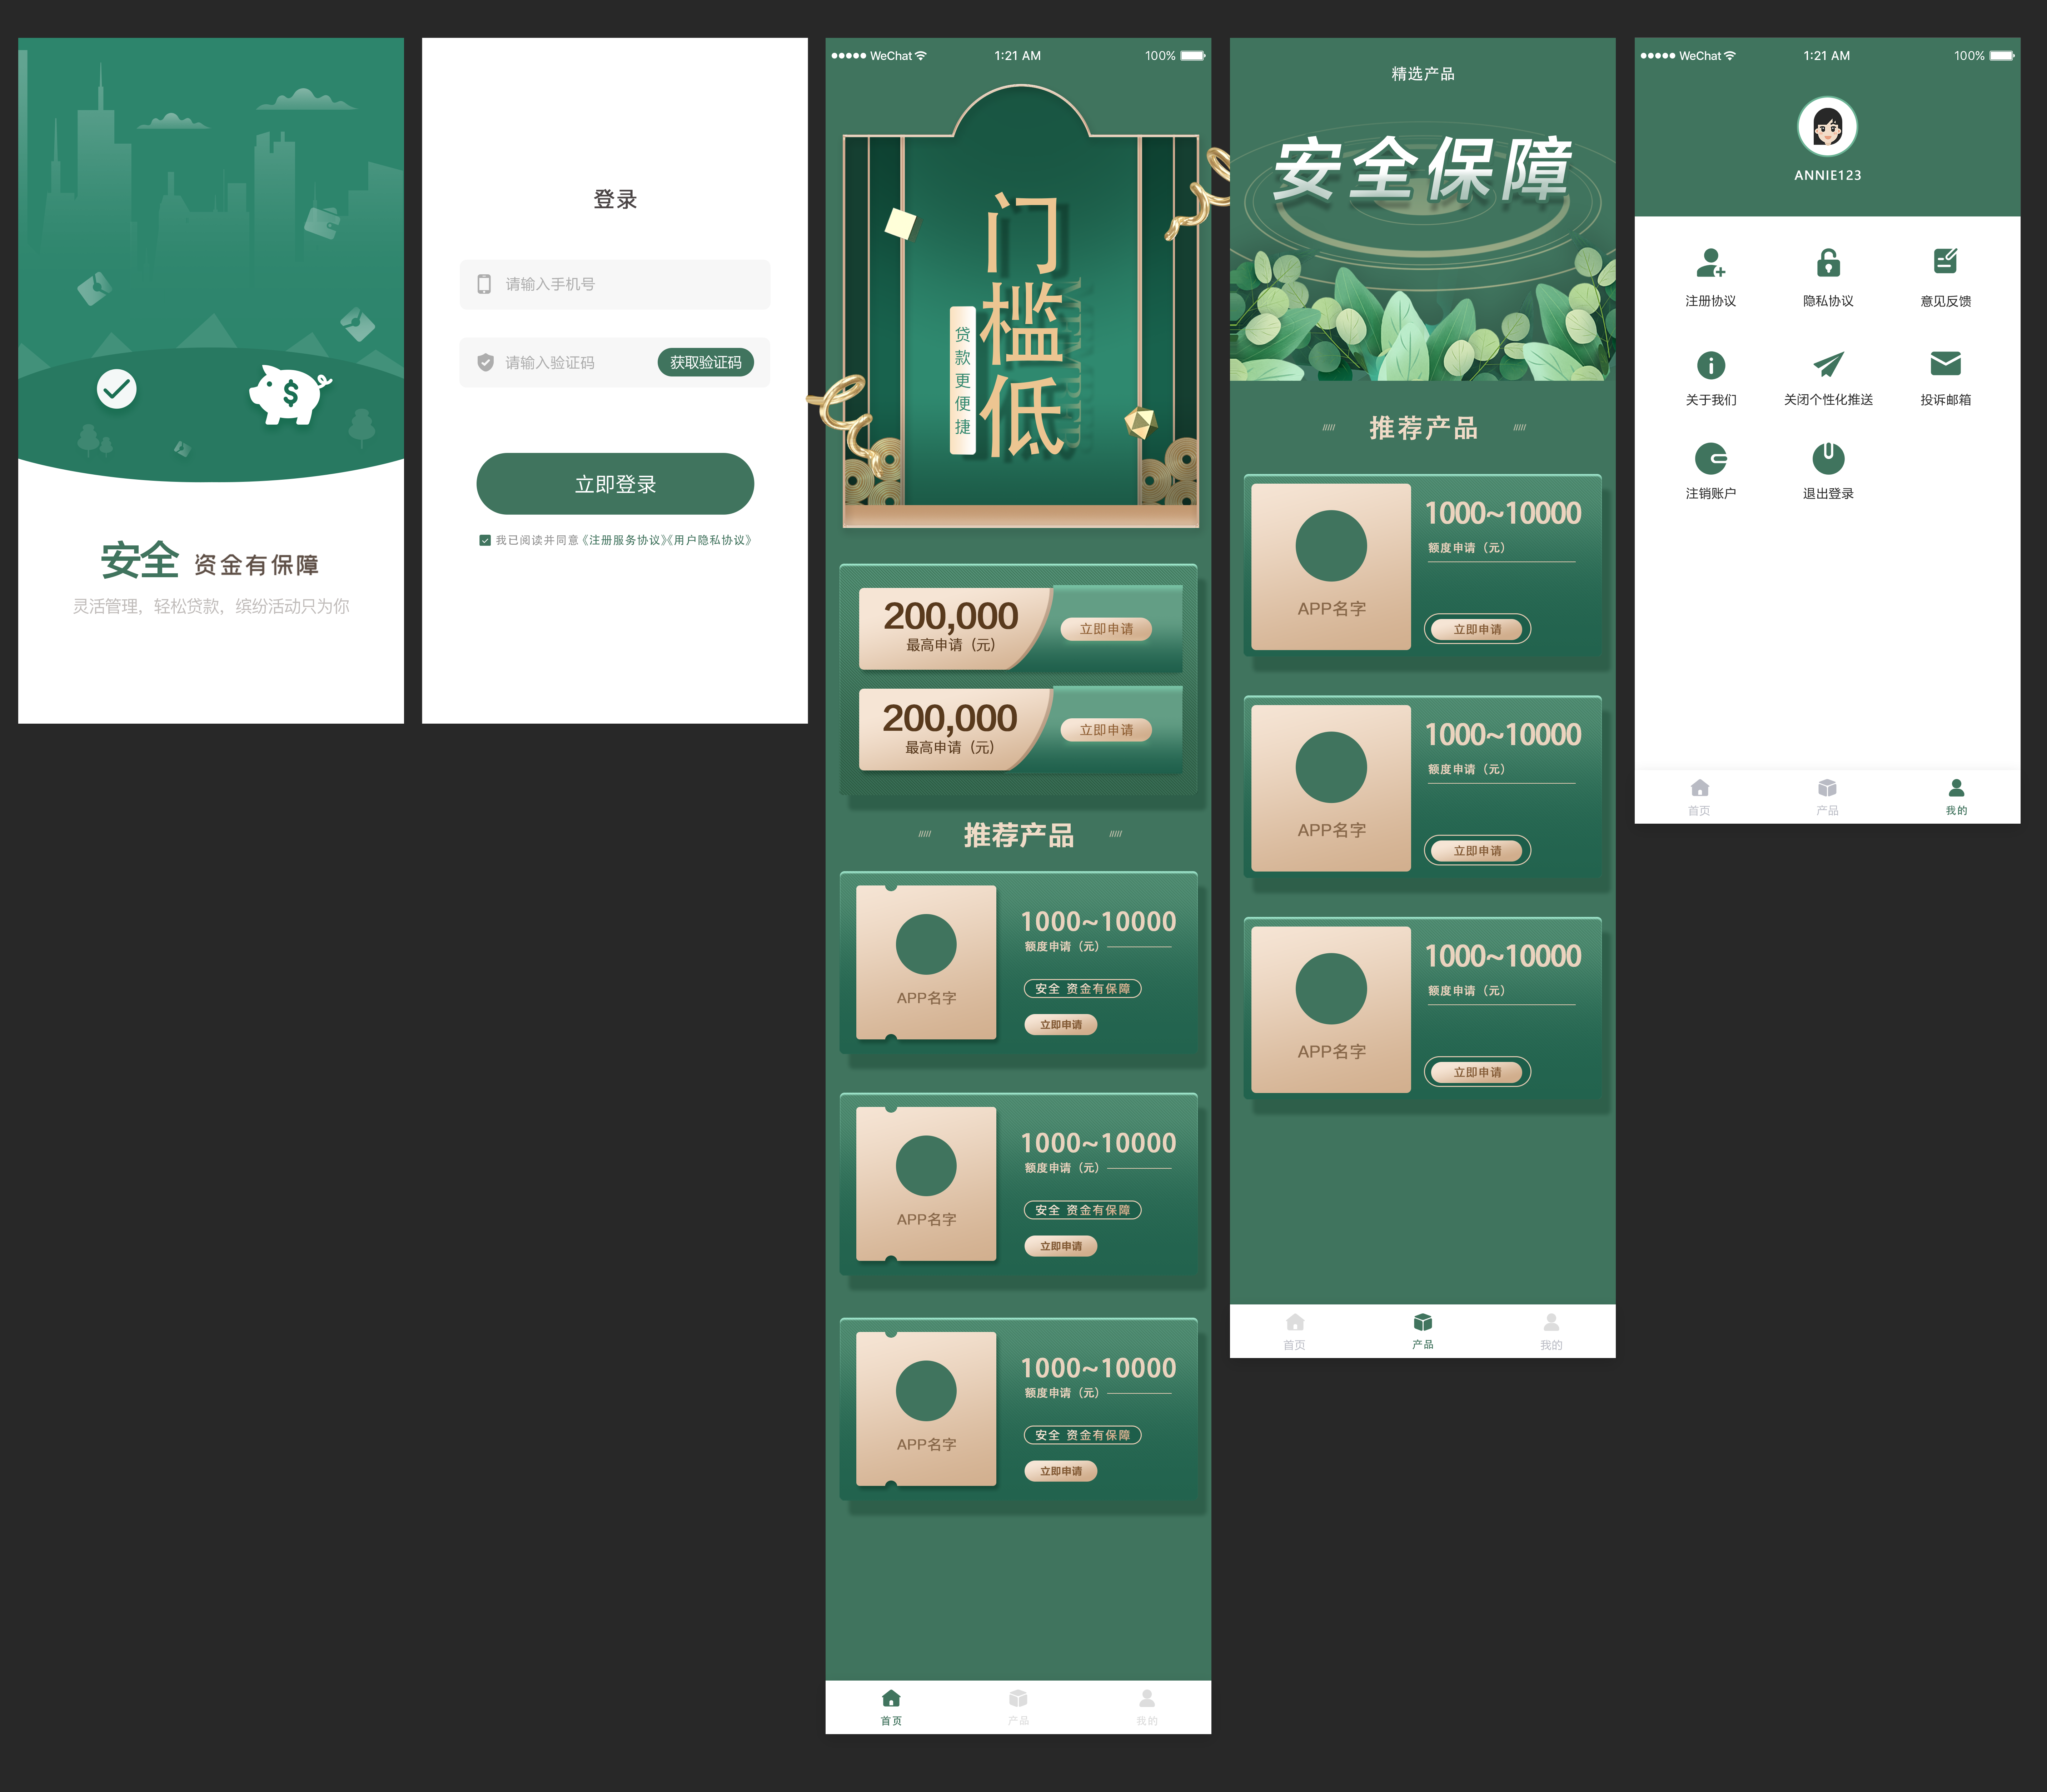 安全 资金有保障
灵活管理，轻松贷款，缤纷活动只为你
登录
请输入手机号
请输入验证码
获取验证码
立即登录
我已阅读并同意《注册服务协议》《用户隐私协议》
WeChat 1:21 AM 100%
门槛低
贷款更便捷
MEMBER
200,000
最高申请（元）
立即申请
200,000
最高申请（元）
立即申请
///// 推荐产品 /////
APP名字
1000~10000
额度申请（元）
安全 资金有保障
立即申请
APP名字
1000~10000
额度申请（元）
安全 资金有保障
立即申请
APP名字
1000~10000
额度申请（元）
安全 资金有保障
立即申请
首页 产品 我的
精选产品
安全保障
///// 推荐产品 /////
APP名字
1000~10000
额度申请（元）
立即申请
APP名字
1000~10000
额度申请（元）
立即申请
APP名字
1000~10000
额度申请（元）
立即申请
首页 产品 我的
WeChat 1:21 AM 100%
ANNIE123
注册协议 隐私协议 意见反馈
关于我们 关闭个性化推送 投诉邮箱
注销账户 退出登录
首页 产品 我的